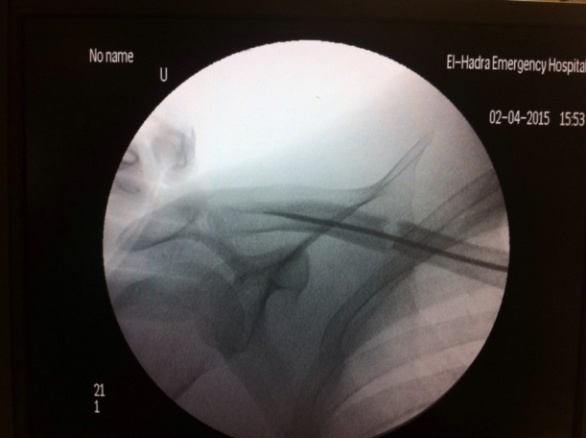 No name
U
El-Hadra Emergency Hospital
02-04-2015 15:53
21
1